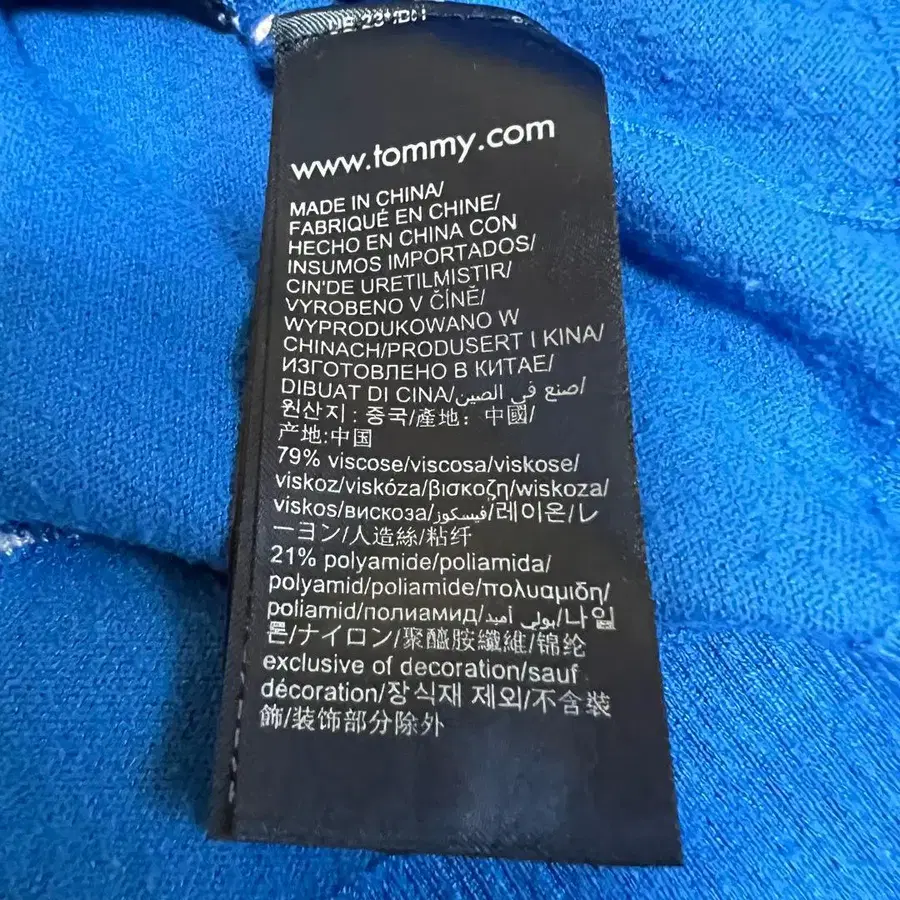 www.tommy.com
MADE IN CHINA/
FABRIQUÉ EN CHINE/
HECHO EN CHINA CON
INSUMOS IMPORTADOS/
CIN'DE URETILMISTIR/
VYROBENO V ČÍNĚ/
WYPRODUKOWANO W
CHINACH/PRODUSERT I KINA/
ИЗГОТОВЛЕНО В КИТАЕ/
DIBUAT DI CINA/صنع في الصين/
원산지 : 중국/產地: 中國/
产地:中国
79% viscose/viscosa/viskose/
viskoz/viskóza/βισκοζη/wiskoza/
viskos/вискоза/فيسكوز/레이온/レ
ーヨン/人造絲/粘纤
21% polyamide/poliamida/
polyamid/poliamide/πολυαμιδη/
poliamid/полиамид/بولي أميد/나일
론/ナイロン/聚醯胺纖維/锦纶
exclusive of decoration/sauf
décoration/장식재 제외/不含裝
飾/装饰部分除外